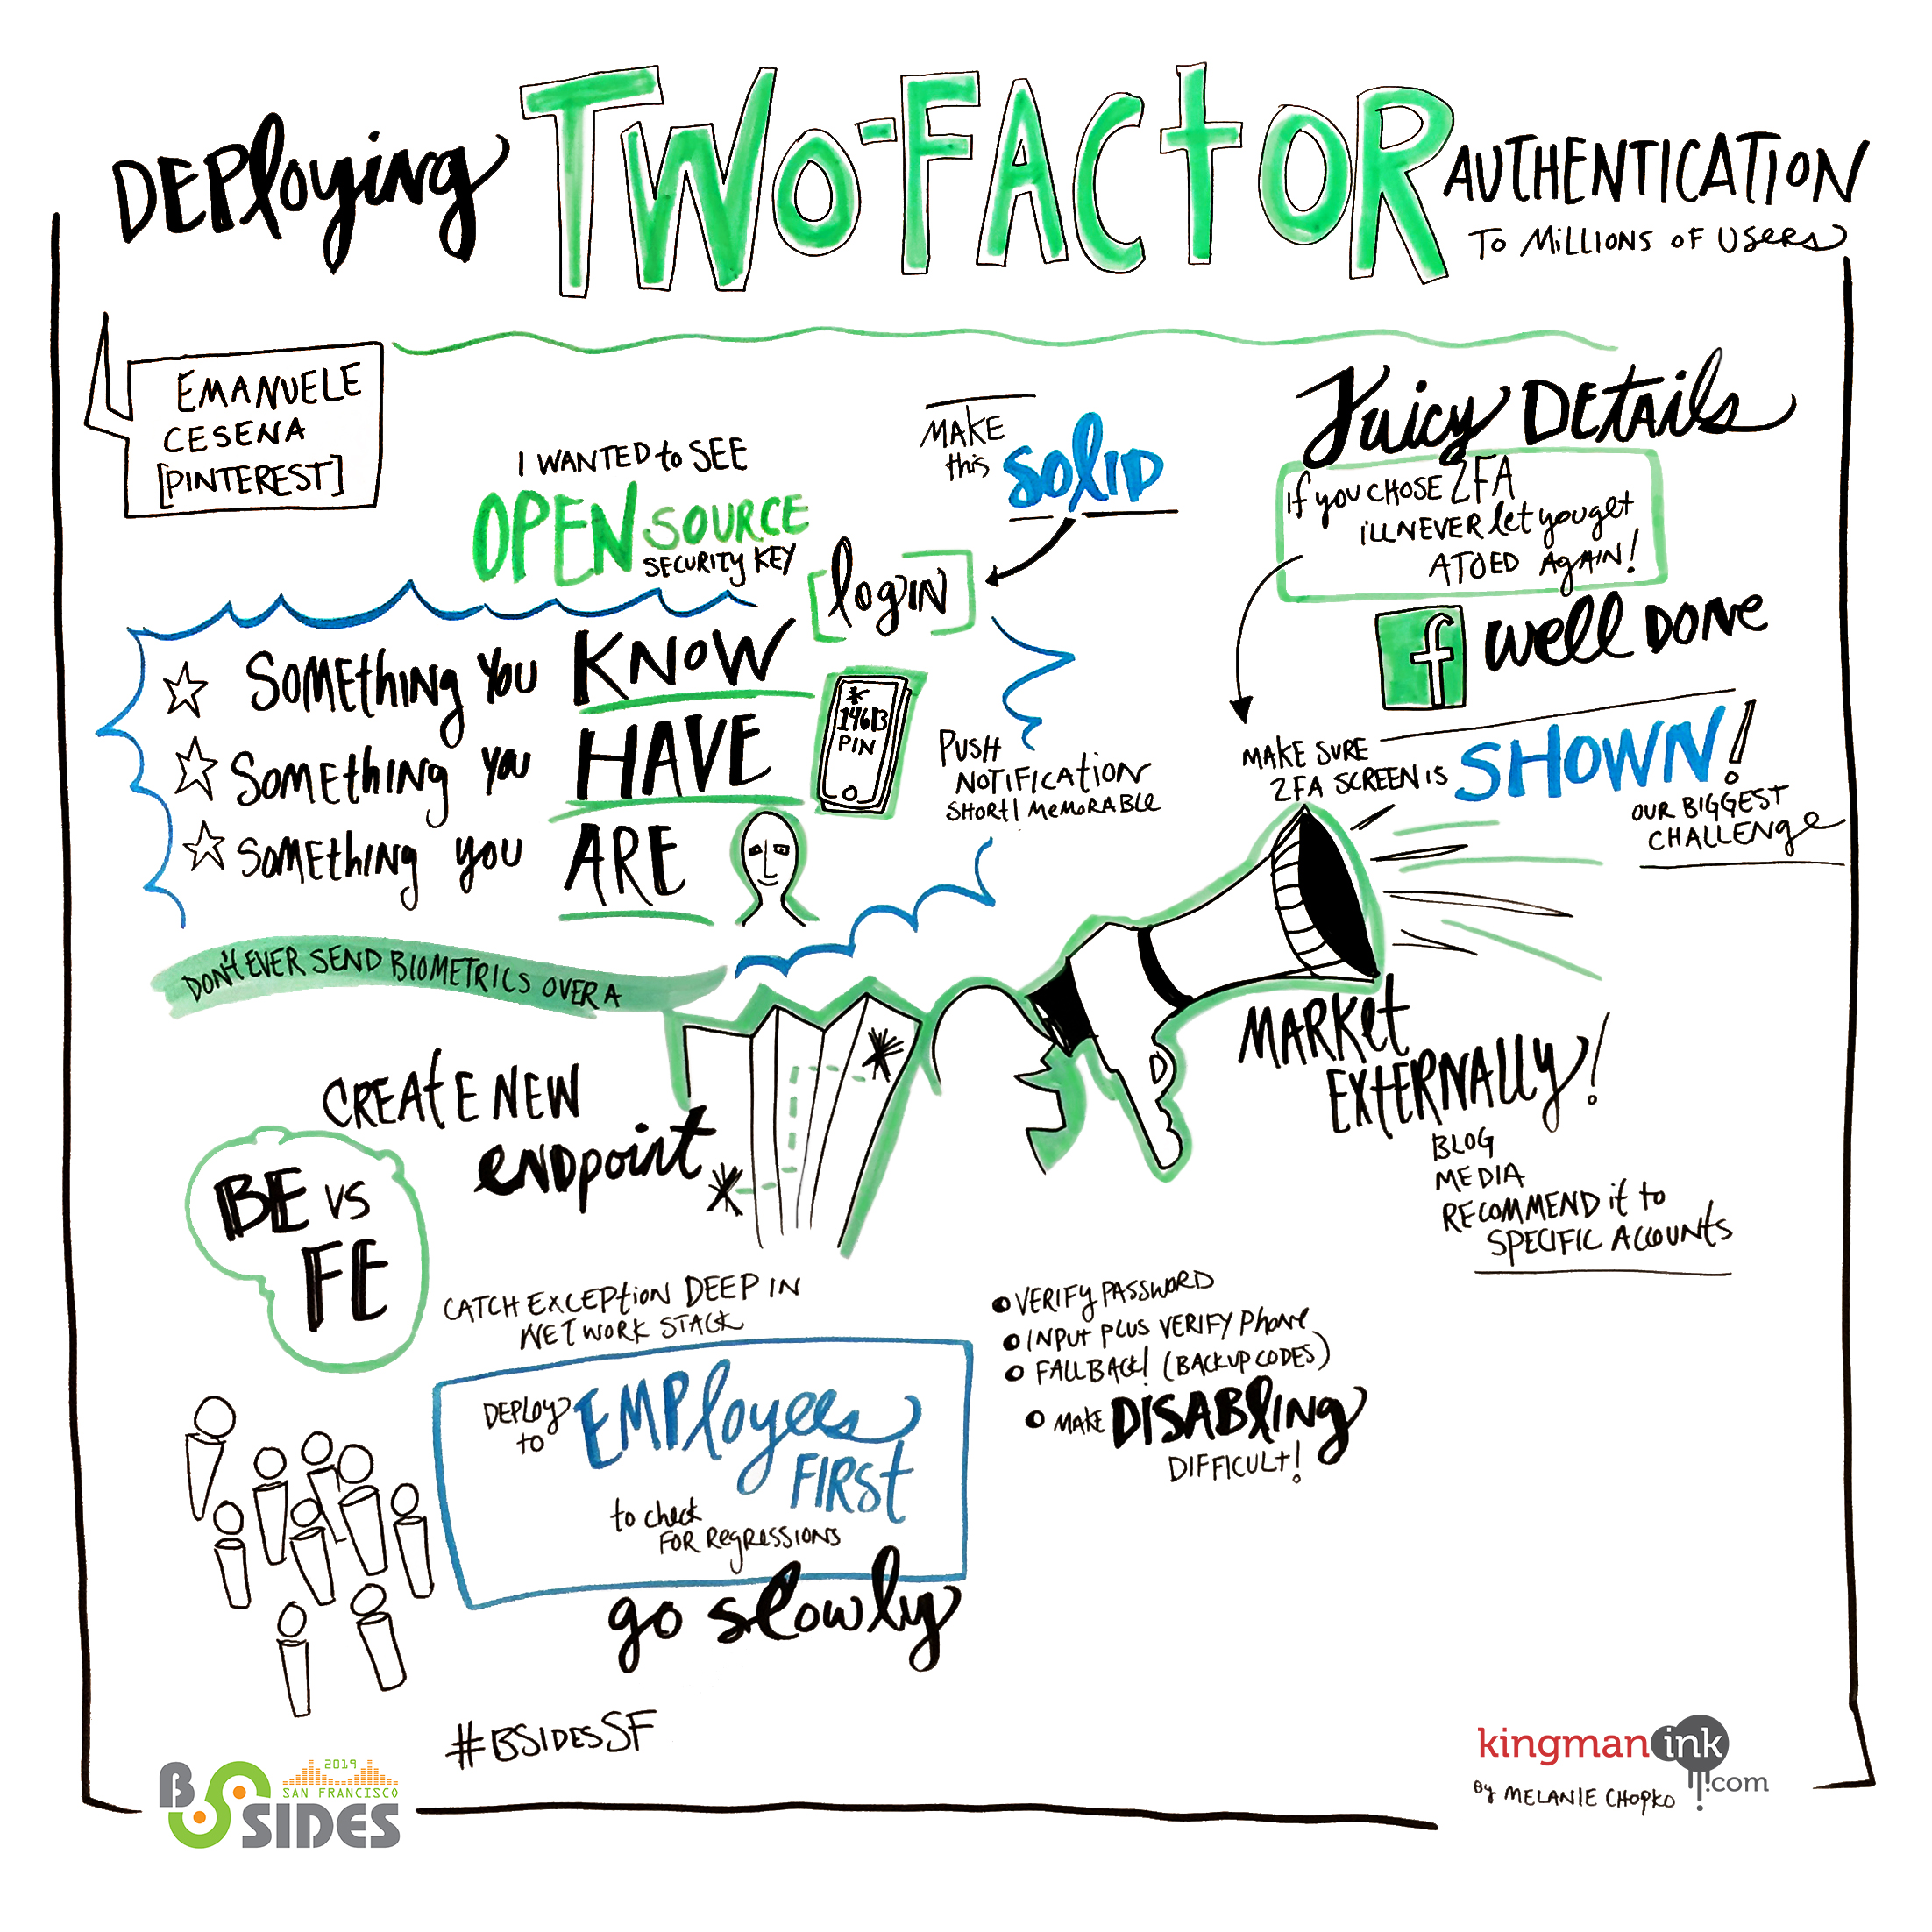 DEPloying TWO-FACtOR AUTHENTICATION
TO MILLIONS OF USERS
EMANUELE
CESENA
[PINTEREST]
I WANTED to SEE
OPEN SOURCE
SECURITY KEY
MAKE
this SOLID
[login]
SOMEthING YOU KNOW
SOMEthING YOU HAVE
SOMEthING YOU ARE
*
PIN
PUSH
NOTIFICAtION
SHORt/MEMORABLE
DON'T EVER SEND BIOMETRICS OVER A
CREAtE NEW
ENDpoint
BE VS
FE
CATCH EXCEPtION DEEP IN
NETWORK STACK
DEPLOY
to EMPloyees
FIRSt
to check
FOR REgRESSIONS
go slowly
#BSIDESSF
Juicy DEtAils
If you CHOSE 2FA
I'LL NEVER let you get
ATOED AgAIN!
f Well DONE
MAKE SURE
2FA SCREEN IS SHOWN!
OUR BIGGEST
CHALLENge
MARKet
EXtERNAlly!
BLOG
MEDIA
RECOMMEND it to
SPECIFIC ACCOUNtS
VERIFY PASSWORD
INPUt PLUS VERIFY PhONE
FALLBACK! (BACKUP CODES)
MAKE DISABlING
DIFFICULt!
BSIDES
2019
SAN FRANCISCO
kingmanink
.com
By MELANIE CHOPKO